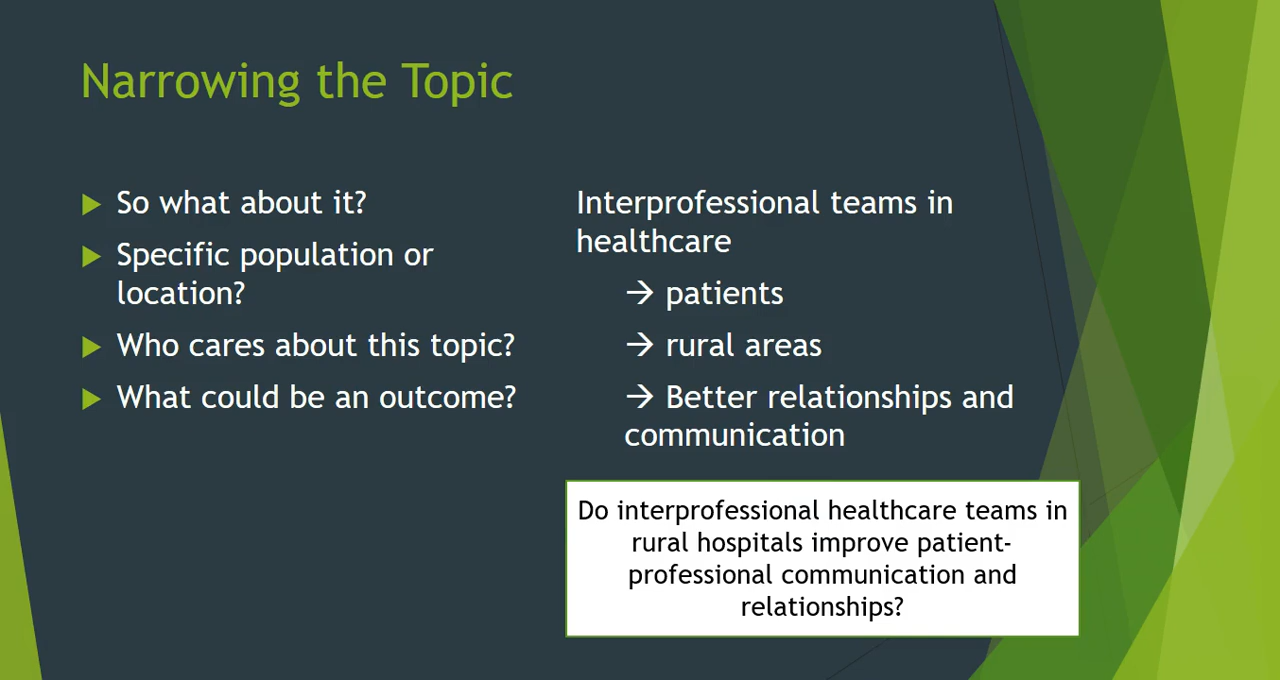 Narrowing the Topic
So what about it?
Specific population or
location?
Who cares about this topic?
What could be an outcome?
Interprofessional teams in
healthcare
→ patients
→ rural areas
→ Better relationships and
communication
Do interprofessional healthcare teams in
rural hospitals improve patient-
professional communication and
relationships?